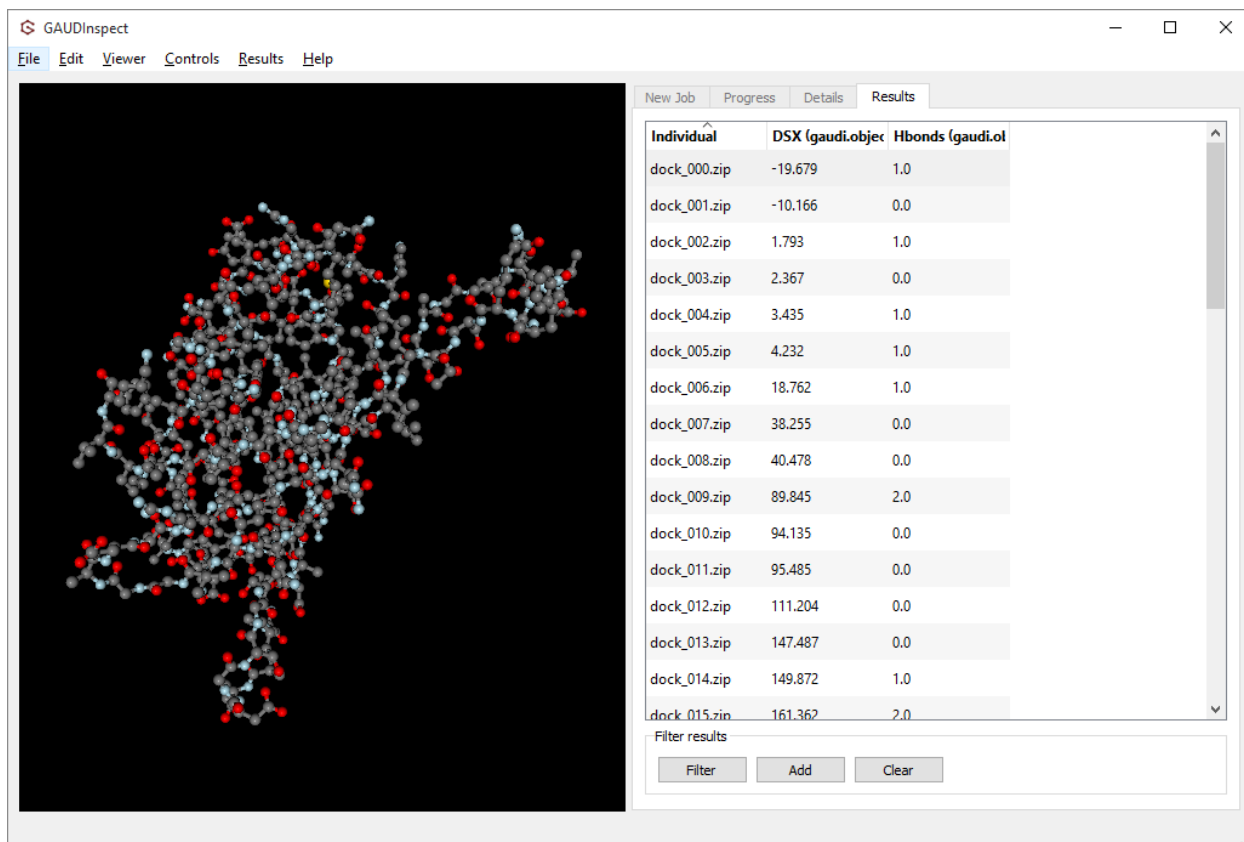 GAUDInspect
File Edit Viewer Controls Results Help
New Job Progress Details Results
Individual DSX (gaudi.objec Hbonds (gaudi.ol
dock_000.zip -19.679 1.0
dock_001.zip -10.166 0.0
dock_002.zip 1.793 1.0
dock_003.zip 2.367 0.0
dock_004.zip 3.435 1.0
dock_005.zip 4.232 1.0
dock_006.zip 18.762 1.0
dock_007.zip 38.255 0.0
dock_008.zip 40.478 0.0
dock_009.zip 89.845 2.0
dock_010.zip 94.135 0.0
dock_011.zip 95.485 0.0
dock_012.zip 111.204 0.0
dock_013.zip 147.487 0.0
dock_014.zip 149.872 1.0
dock_015.zip 161.362 2.0
Filter results
Filter Add Clear